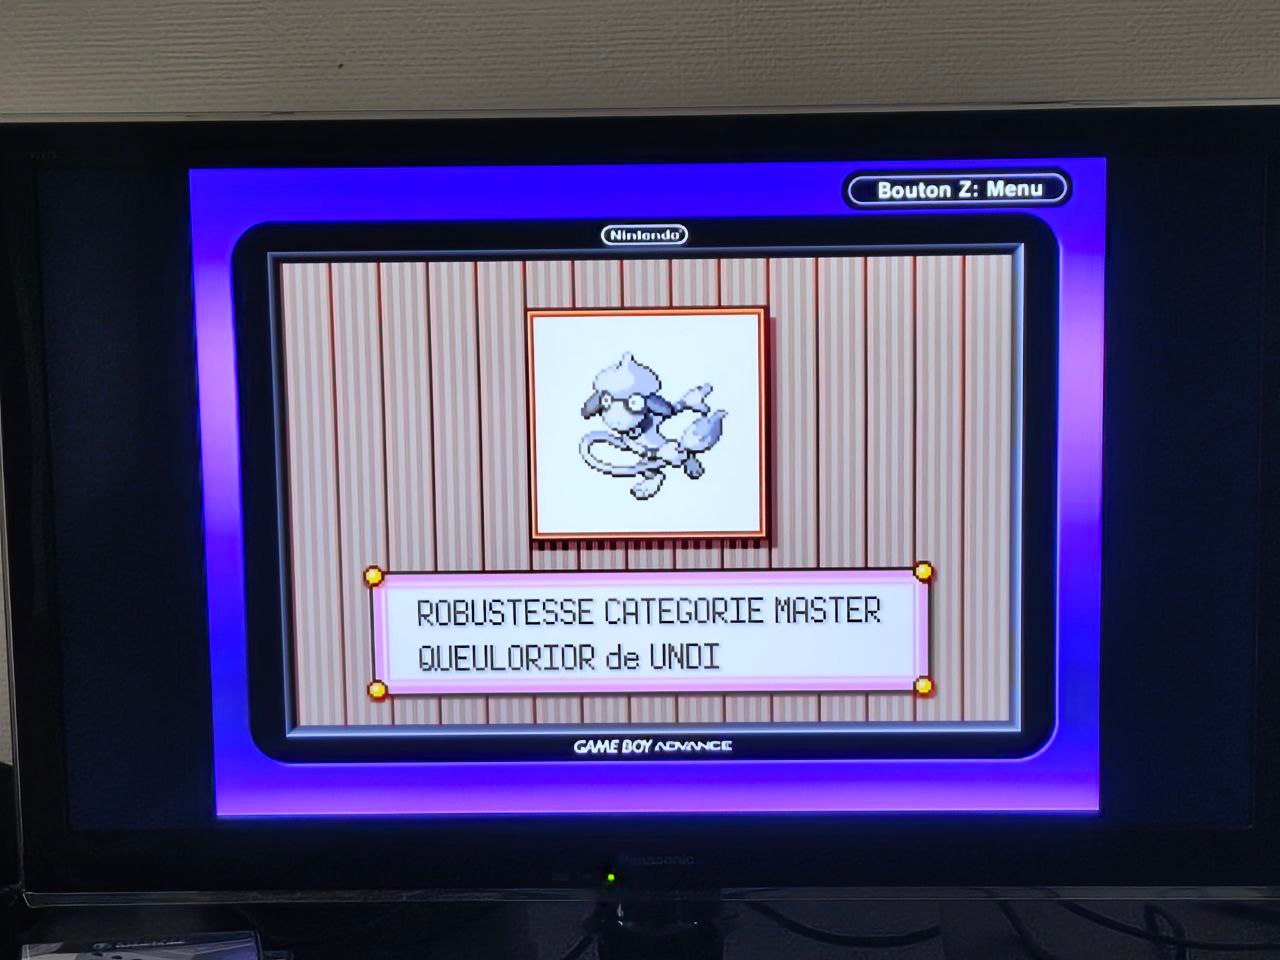 Bouton Z: Menu
Nintendo
ROBUSTESSE CATEGORIE MASTER
QUEULORIOR de UNDI
GAME BOY ADVANCE
Panasonic